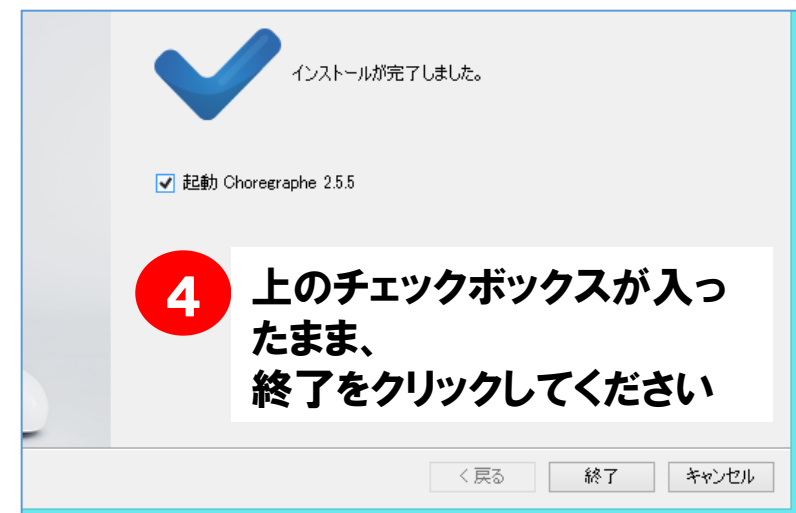 インストールが完了しました。
起動 Choregraphe 2.5.5
4
上のチェックボックスが入っ
たまま、
終了をクリックしてください
< 戻る 終了 キャンセル